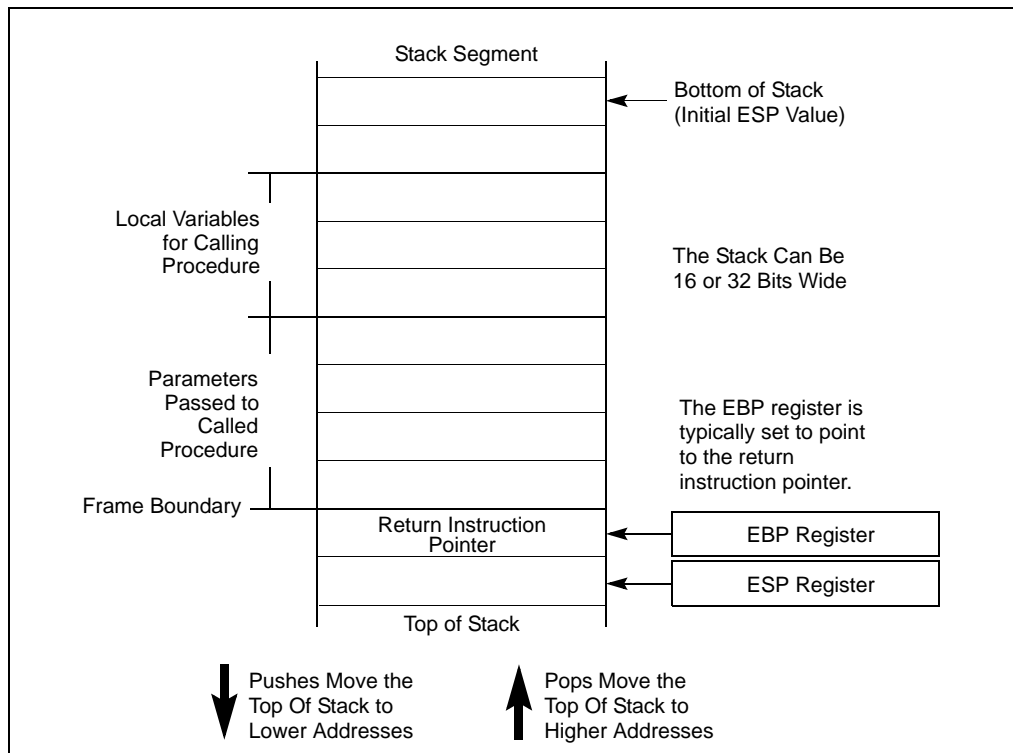 Stack Segment
Bottom of Stack
(Initial ESP Value)
Local Variables
for Calling
Procedure
The Stack Can Be
16 or 32 Bits Wide
Parameters
Passed to
Called
Procedure
The EBP register is
typically set to point
to the return
instruction pointer.
Frame Boundary
Return Instruction
Pointer
EBP Register
ESP Register
Top of Stack
Pushes Move the
Top Of Stack to
Lower Addresses
Pops Move the
Top Of Stack to
Higher Addresses